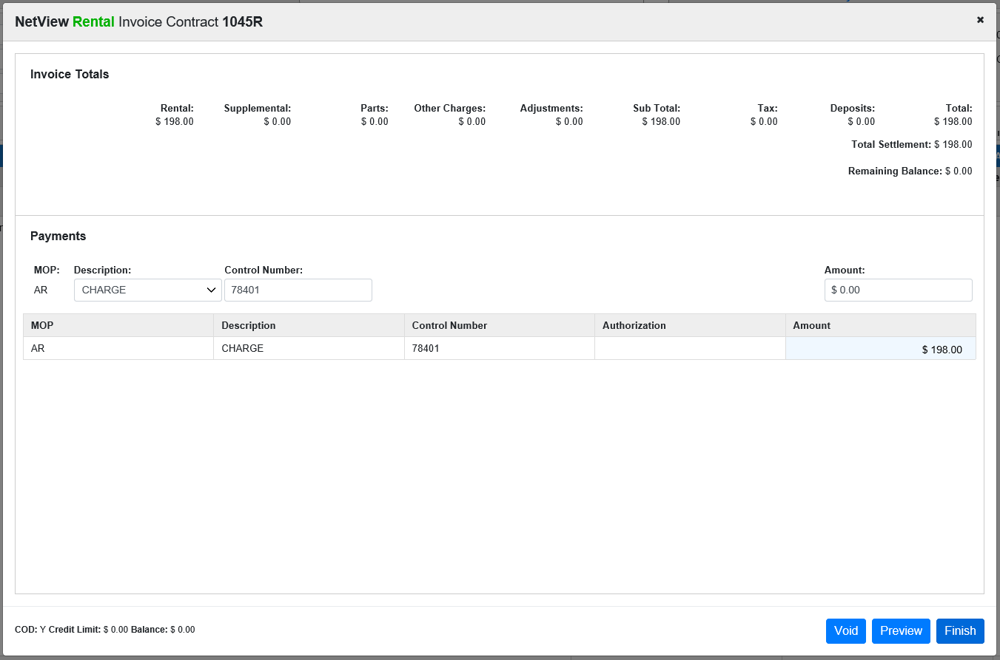 NetView Rental Invoice Contract 1045R
Invoice Totals
Rental: Supplemental: Parts: Other Charges: Adjustments: Sub Total: Tax: Deposits: Total:
$ 198.00 $ 0.00 $ 0.00 $ 0.00 $ 0.00 $ 198.00 $ 0.00 $ 0.00 $ 198.00
Total Settlement: $ 198.00
Remaining Balance: $ 0.00
Payments
MOP: Description: Control Number: Amount:
AR CHARGE 78401 $ 0.00
MOP Description Control Number Authorization Amount
AR CHARGE 78401 $ 198.00
COD: Y Credit Limit: $ 0.00 Balance: $ 0.00
Void Preview Finish